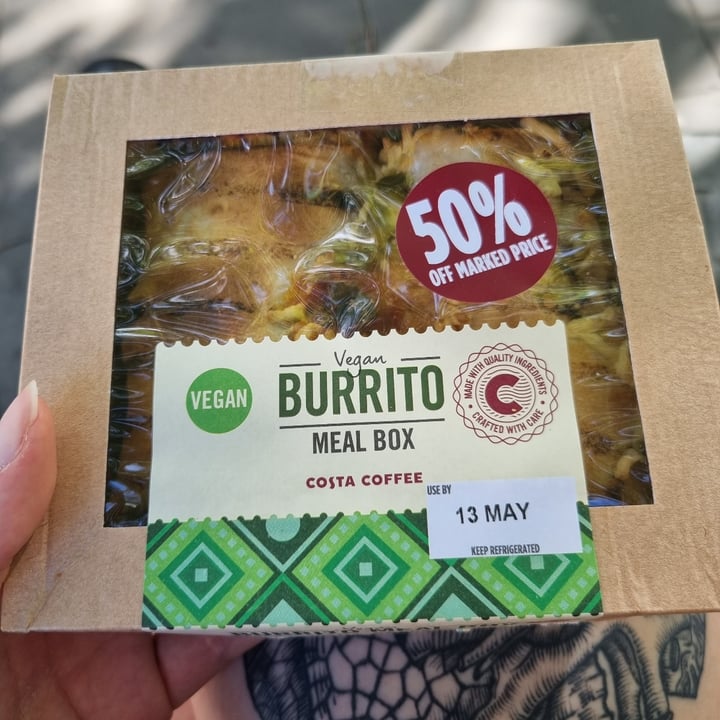 50%
OFF MARKED PRICE
VEGAN
Vegan
BURRITO
MEAL BOX
COSTA COFFEE
MADE WITH QUALITY INGREDIENTS
C
CRAFTED WITH CARE
USE BY
13 MAY
KEEP REFRIGERATED